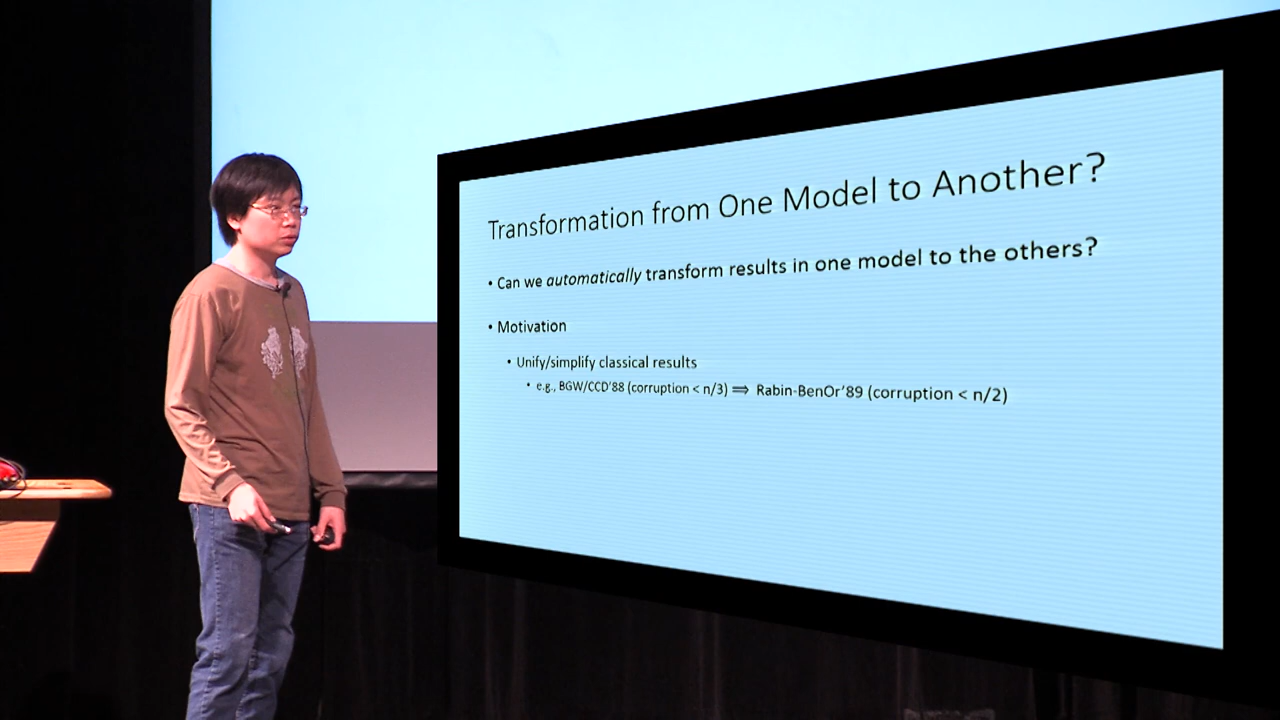 Transformation from One Model to Another?
• Can we automatically transform results in one model to the others?
• Motivation
• Unify/simplify classical results
• e.g., BGW/CCD'88 (corruption < n/3) ⟹ Rabin-BenOr'89 (corruption < n/2)